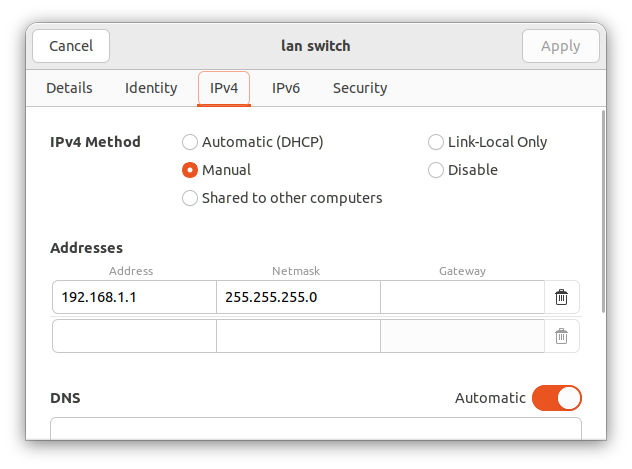 Cancel lan switch Apply
Details Identity IPv4 IPv6 Security
IPv4 Method Automatic (DHCP) Link-Local Only
Manual Disable
Shared to other computers
Addresses
Address Netmask Gateway
192.168.1.1 255.255.255.0
DNS Automatic